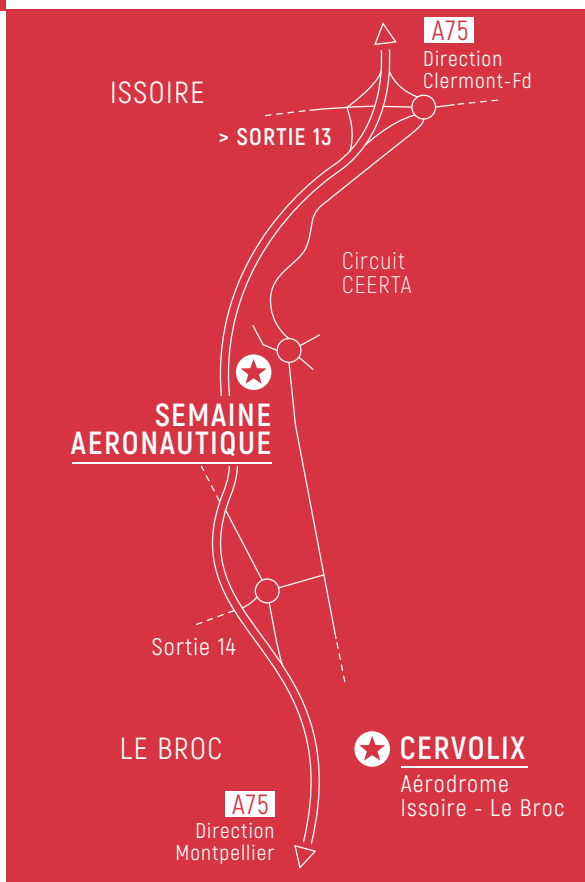 A75
Direction
Clermont-Fd
ISSOIRE
> SORTIE 13
Circuit
CEERTA
SEMAINE
AERONAUTIQUE
Sortie 14
LE BROC
CERVOLIX
Aérodrome
Issoire - Le Broc
A75
Direction
Montpellier